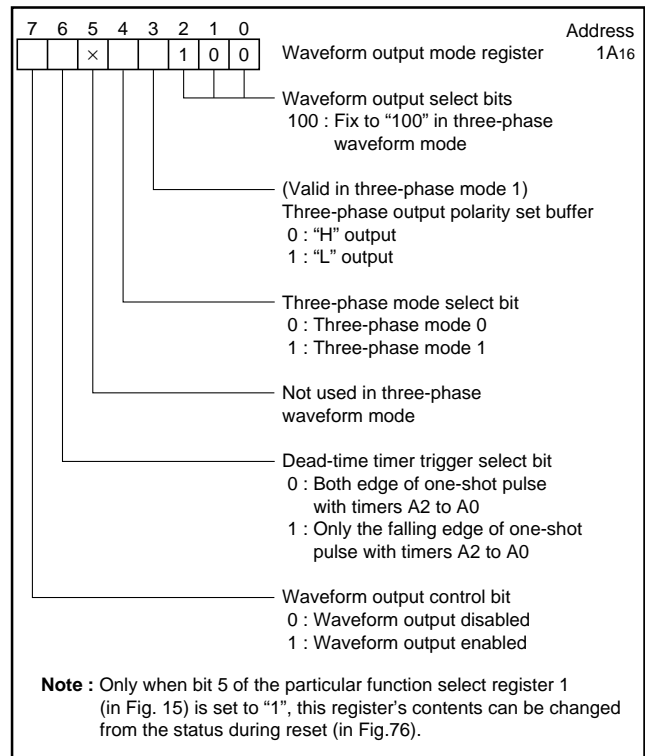 7 6 5 4 3 2 1 0
Address
× 1 0 0
Waveform output mode register
1A16
Waveform output select bits
100 : Fix to “100” in three-phase
waveform mode
(Valid in three-phase mode 1)
Three-phase output polarity set buffer
0 : “H” output
1 : “L” output
Three-phase mode select bit
0 : Three-phase mode 0
1 : Three-phase mode 1
Not used in three-phase
waveform mode
Dead-time timer trigger select bit
0 : Both edge of one-shot pulse
with timers A2 to A0
1 : Only the falling edge of one-shot
pulse with timers A2 to A0
Waveform output control bit
0 : Waveform output disabled
1 : Waveform output enabled
Note : Only when bit 5 of the particular function select register 1
(in Fig. 15) is set to “1”, this register’s contents can be changed
from the status during reset (in Fig.76).